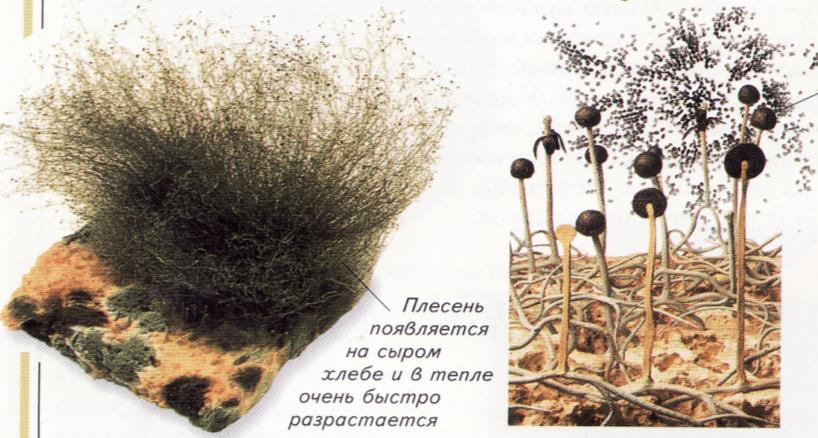 Плесень
появляется
на сыром
хлебе и в тепле
очень быстро
разрастается